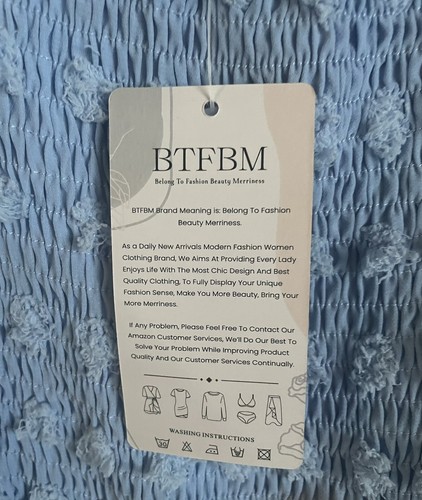 BTFBM
Belong To Fashion Beauty Merriness
BTFBM Brand Meaning is: Belong To Fashion
Beauty Merriness.
As a Daily New Arrivals Modern Fashion Women
Clothing Brand, We Aims At Providing Every Lady
Enjoys Life With The Most Chic Design And Best
Quality Clothing, To Fully Display Your Unique
Fashion Sense, Make You More Beauty, Bring Your
More Merriness.
If Any Problem, Please Feel Free To Contact Our
Amazon Customer Services, We'll Do Our Best To
Solve Your Problem While Improving Product
Quality And Our Customer Services Continually.
WASHING INSTRUCTIONS